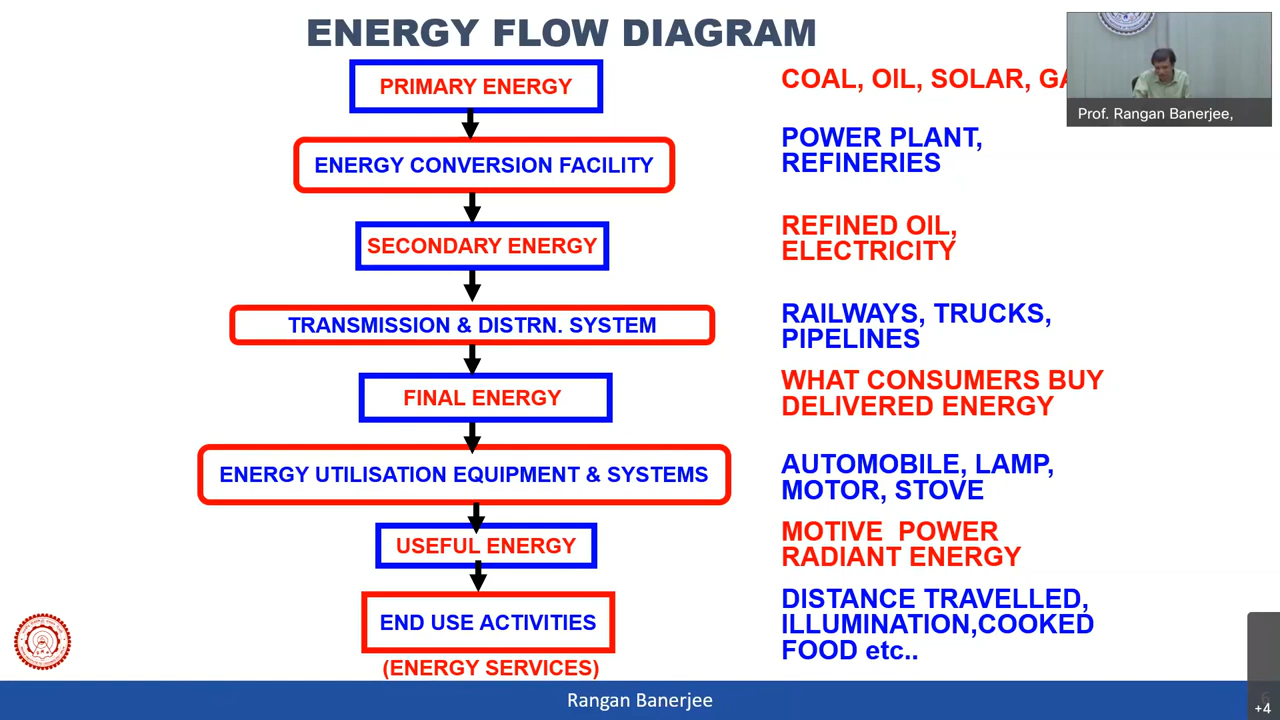 ENERGY FLOW DIAGRAM
PRIMARY ENERGY
COAL, OIL, SOLAR,
Prof. Rangan Banerjee,
ENERGY CONVERSION FACILITY
POWER PLANT,
REFINERIES
SECONDARY ENERGY
REFINED OIL,
ELECTRICITY
TRANSMISSION & DISTRN. SYSTEM
RAILWAYS, TRUCKS,
PIPELINES
FINAL ENERGY
WHAT CONSUMERS BUY
DELIVERED ENERGY
ENERGY UTILISATION EQUIPMENT & SYSTEMS
AUTOMOBILE, LAMP,
MOTOR, STOVE
USEFUL ENERGY
MOTIVE POWER
RADIANT ENERGY
END USE ACTIVITIES
(ENERGY SERVICES)
DISTANCE TRAVELLED,
ILLUMINATION,COOKED
FOOD etc..
Rangan Banerjee
6
+4